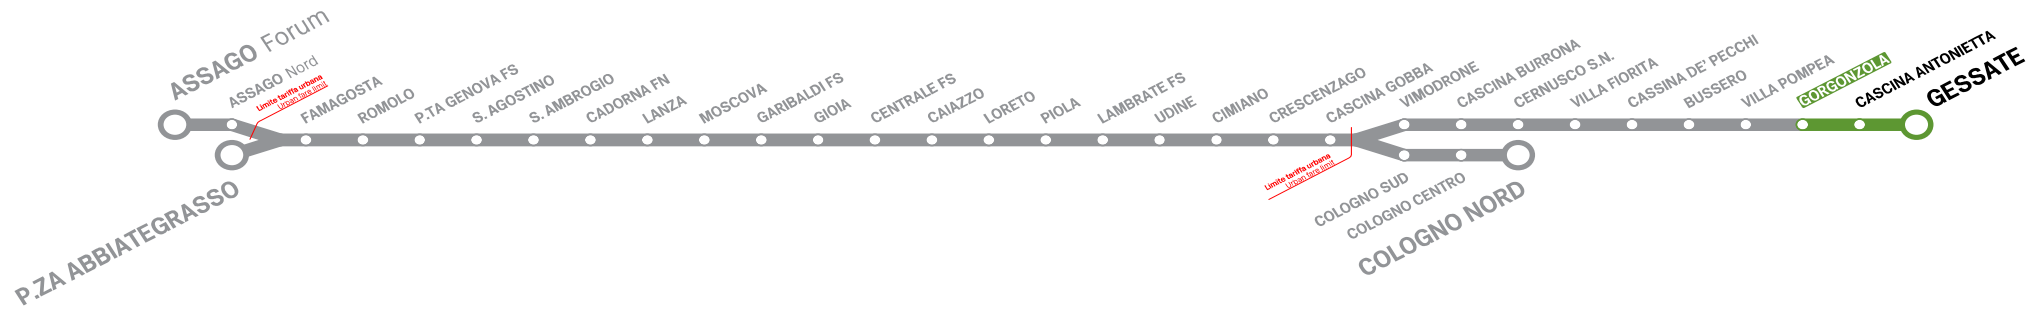 ASSAGO Forum
ASSAGO Nord
Limite tariffa urbana
Urban fare limit
P.ZA ABBIATEGRASSO
FAMAGOSTA
ROMOLO
P.TA GENOVA FS
S. AGOSTINO
S. AMBROGIO
CADORNA FN
LANZA
MOSCOVA
GARIBALDI FS
GIOIA
CENTRALE FS
CAIAZZO
LORETO
PIOLA
LAMBRATE FS
UDINE
CIMIANO
CRESCENZAGO
CASCINA GOBBA
Limite tariffa urbana
Urban fare limit
VIMODRONE
CASCINA BURRONA
CERNUSCO S.N.
VILLA FIORITA
CASSINA DE' PECCHI
BUSSERO
VILLA POMPEA
GORGONZOLA
CASCINA ANTONIETTA
GESSATE
COLOGNO SUD
COLOGNO CENTRO
COLOGNO NORD